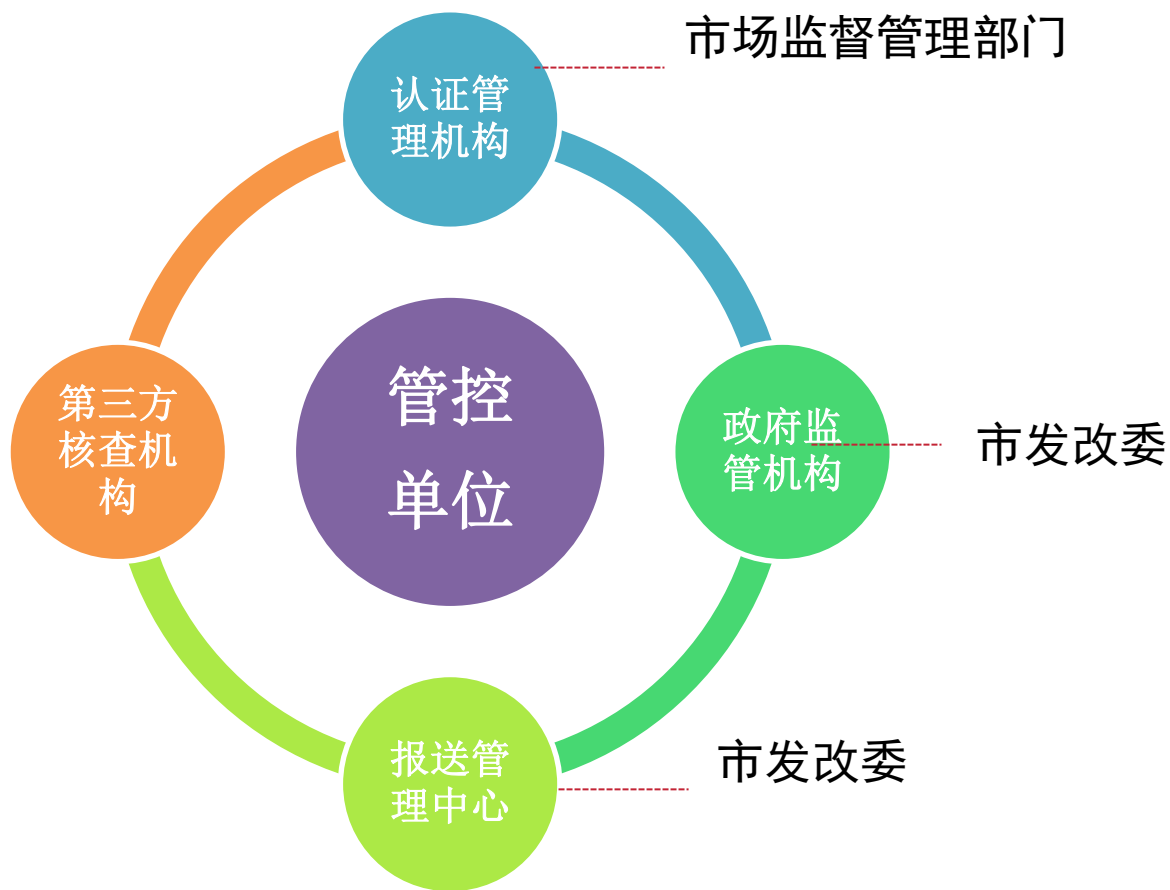 市场监督管理部门
认证管
理机构
第三方
核查机
构
管控
单位
政府监
管机构
市发改委
报送管
理中心
市发改委